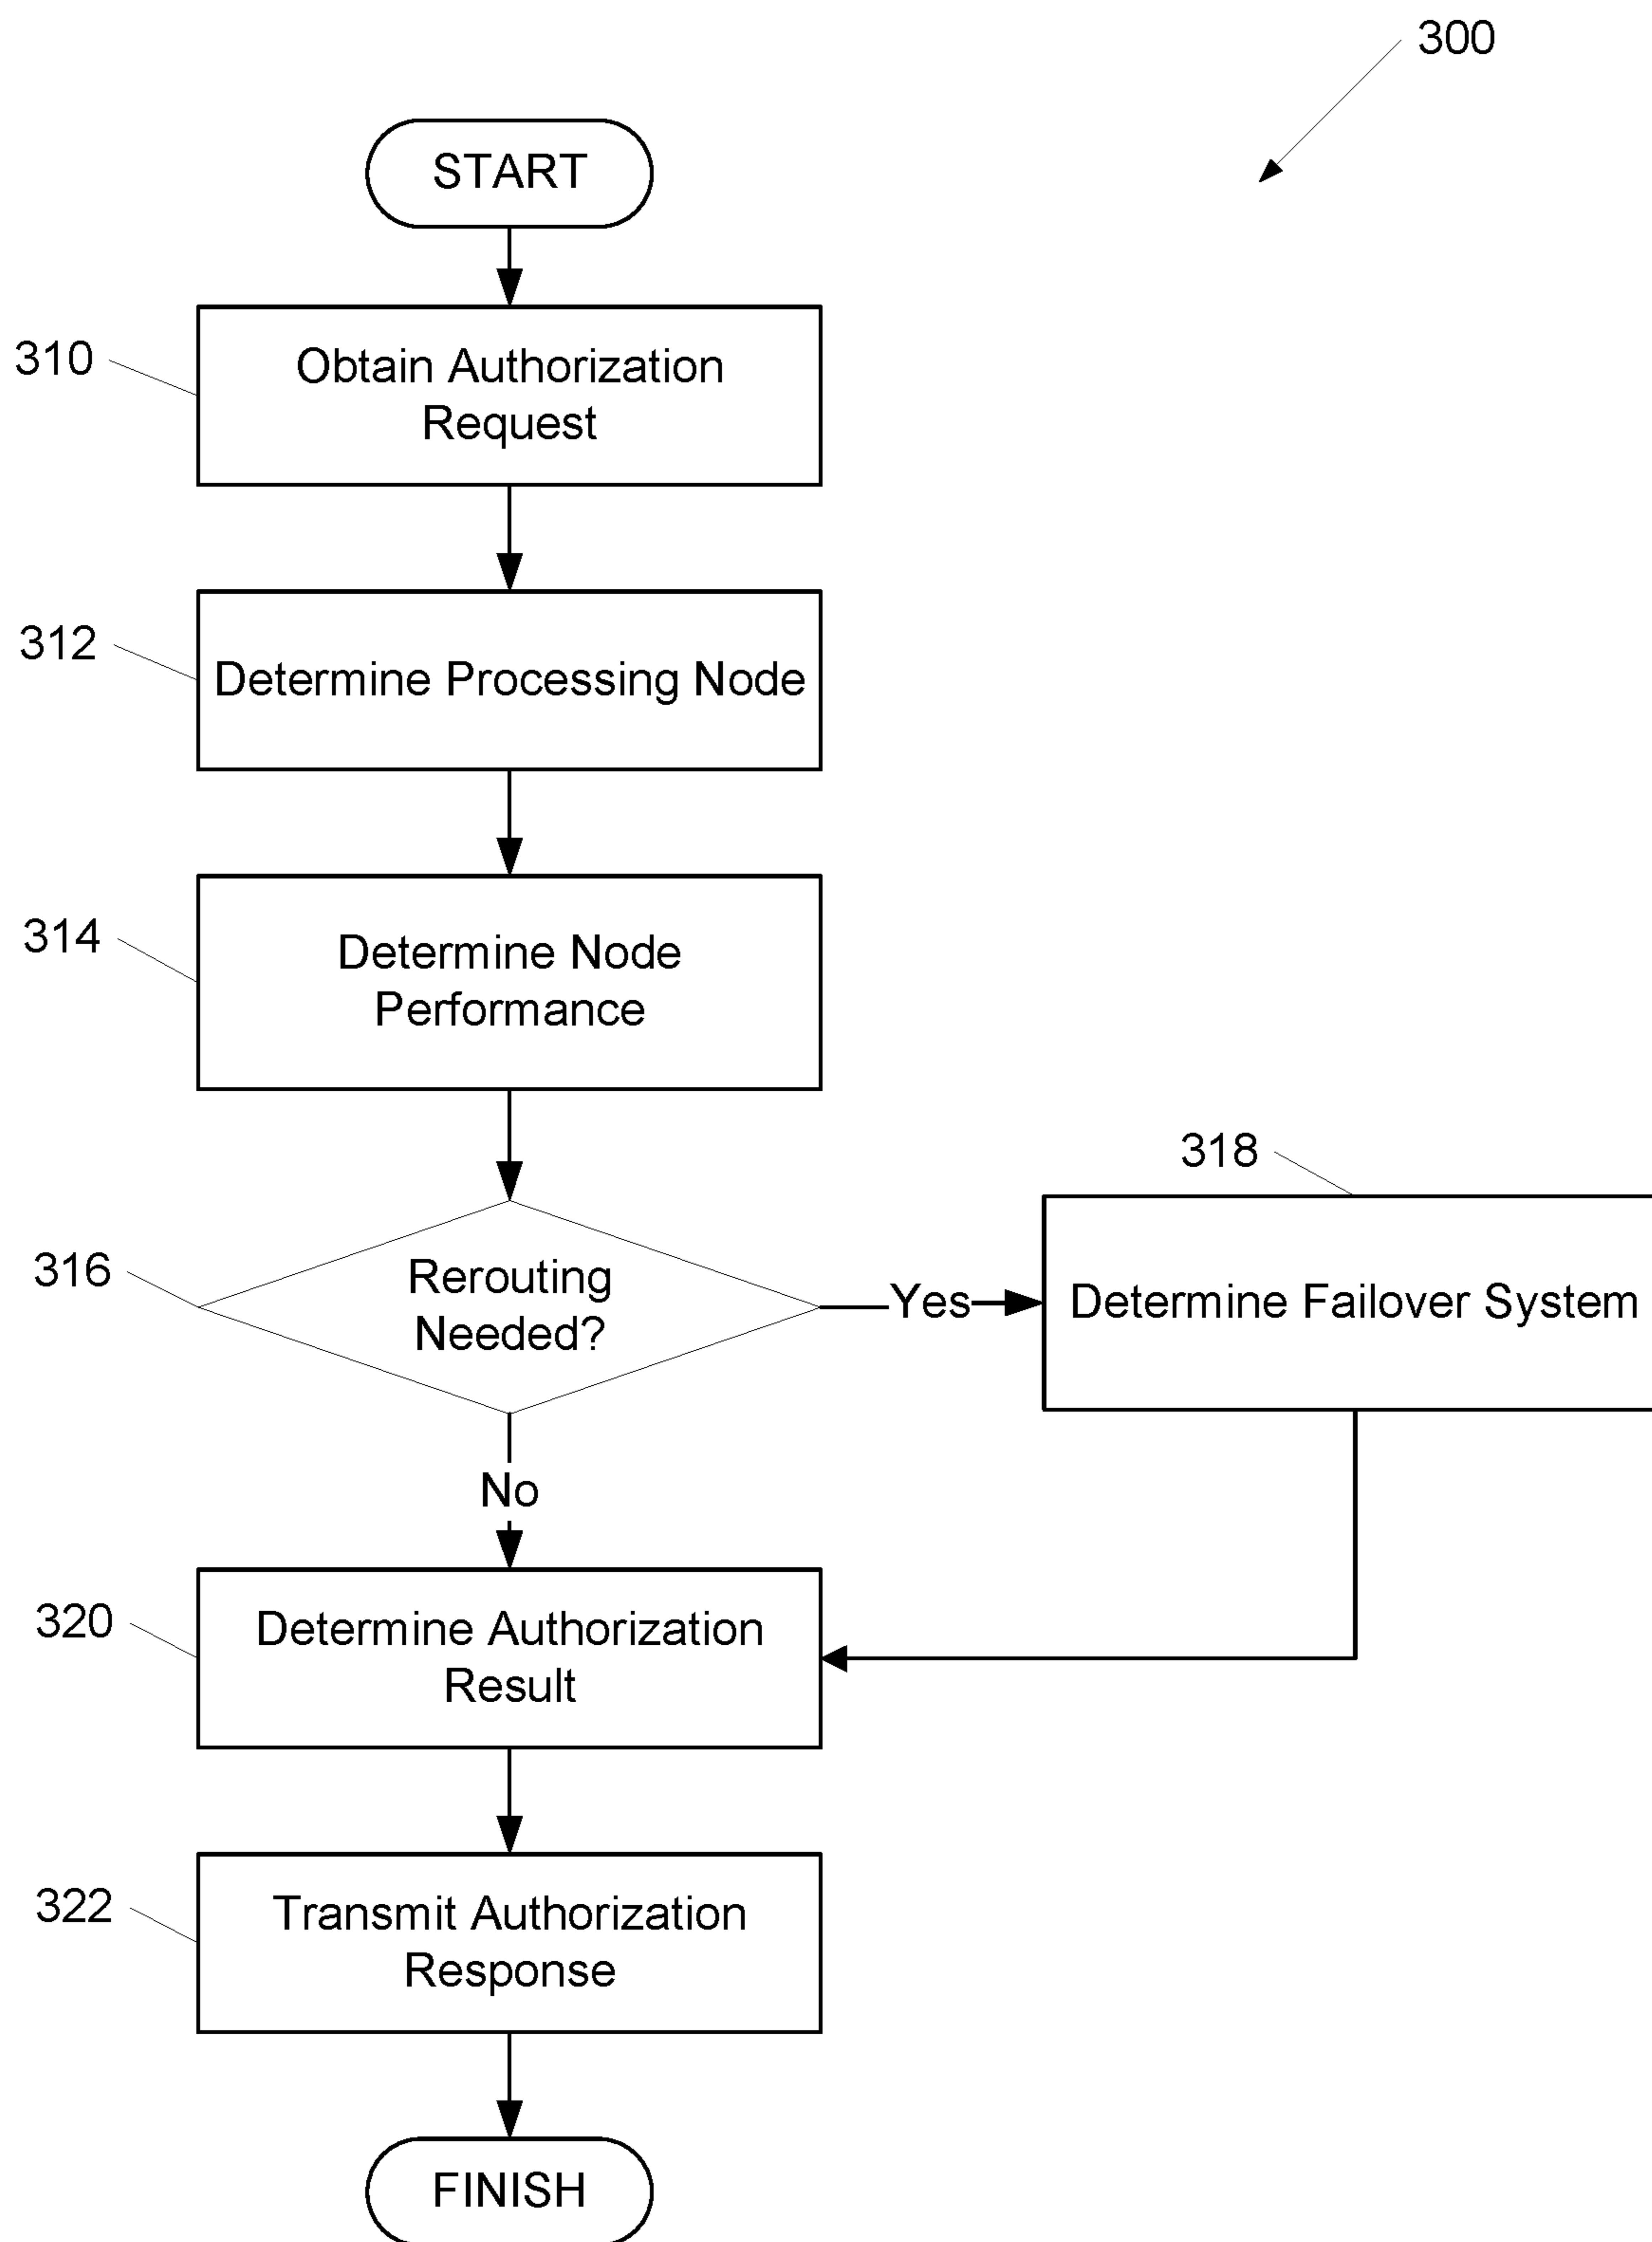 300
START
310
Obtain Authorization
Request
312
Determine Processing Node
314
Determine Node
Performance
316
Rerouting
Needed?
Yes
318
Determine Failover System
No
320
Determine Authorization
Result
322
Transmit Authorization
Response
FINISH